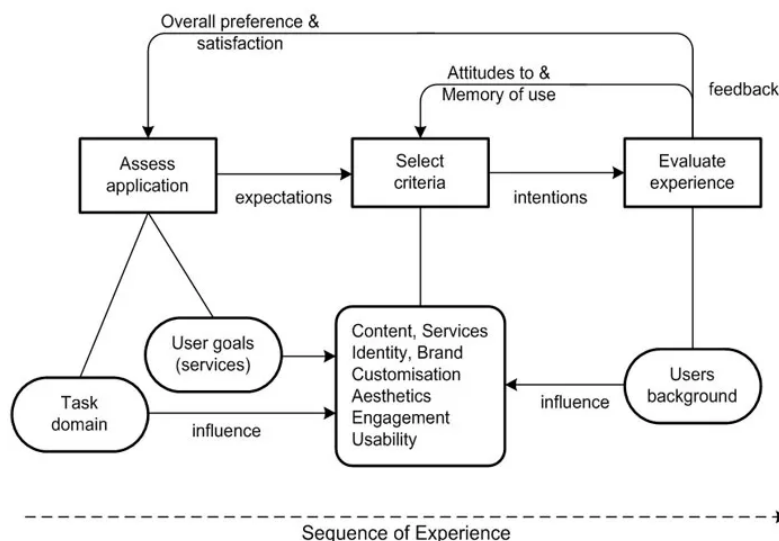 Overall preference &
satisfaction
Attitudes to &
Memory of use
feedback
Assess
application
expectations
Select
criteria
intentions
Evaluate
experience
User goals
(services)
Content, Services
Identity, Brand
Customisation
Aesthetics
Engagement
Usability
Task
domain
influence
influence
Users
background
Sequence of Experience